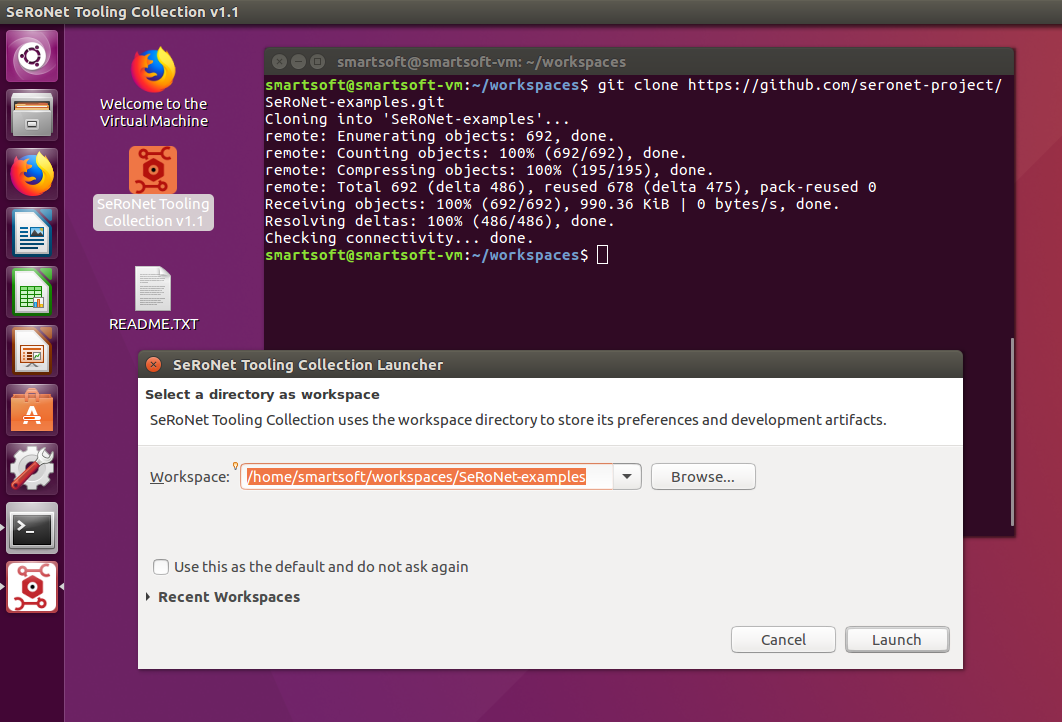 SeRoNet Tooling Collection v1.1
Welcome to the
Virtual Machine
SeRoNet Tooling
Collection v1.1
README.TXT
smartsoft@smartsoft-vm: ~/workspaces
smartsoft@smartsoft-vm:~/workspaces$ git clone https://github.com/seronet-project/
SeRoNet-examples.git
Cloning into 'SeRoNet-examples'...
remote: Enumerating objects: 692, done.
remote: Counting objects: 100% (692/692), done.
remote: Compressing objects: 100% (195/195), done.
remote: Total 692 (delta 486), reused 678 (delta 475), pack-reused 0
Receiving objects: 100% (692/692), 990.36 KiB | 0 bytes/s, done.
Resolving deltas: 100% (486/486), done.
Checking connectivity... done.
smartsoft@smartsoft-vm:~/workspaces$
SeRoNet Tooling Collection Launcher
Select a directory as workspace
SeRoNet Tooling Collection uses the workspace directory to store its preferences and development artifacts.
Workspace: /home/smartsoft/workspaces/SeRoNet-examples Browse...
Use this as the default and do not ask again
Recent Workspaces
Cancel Launch